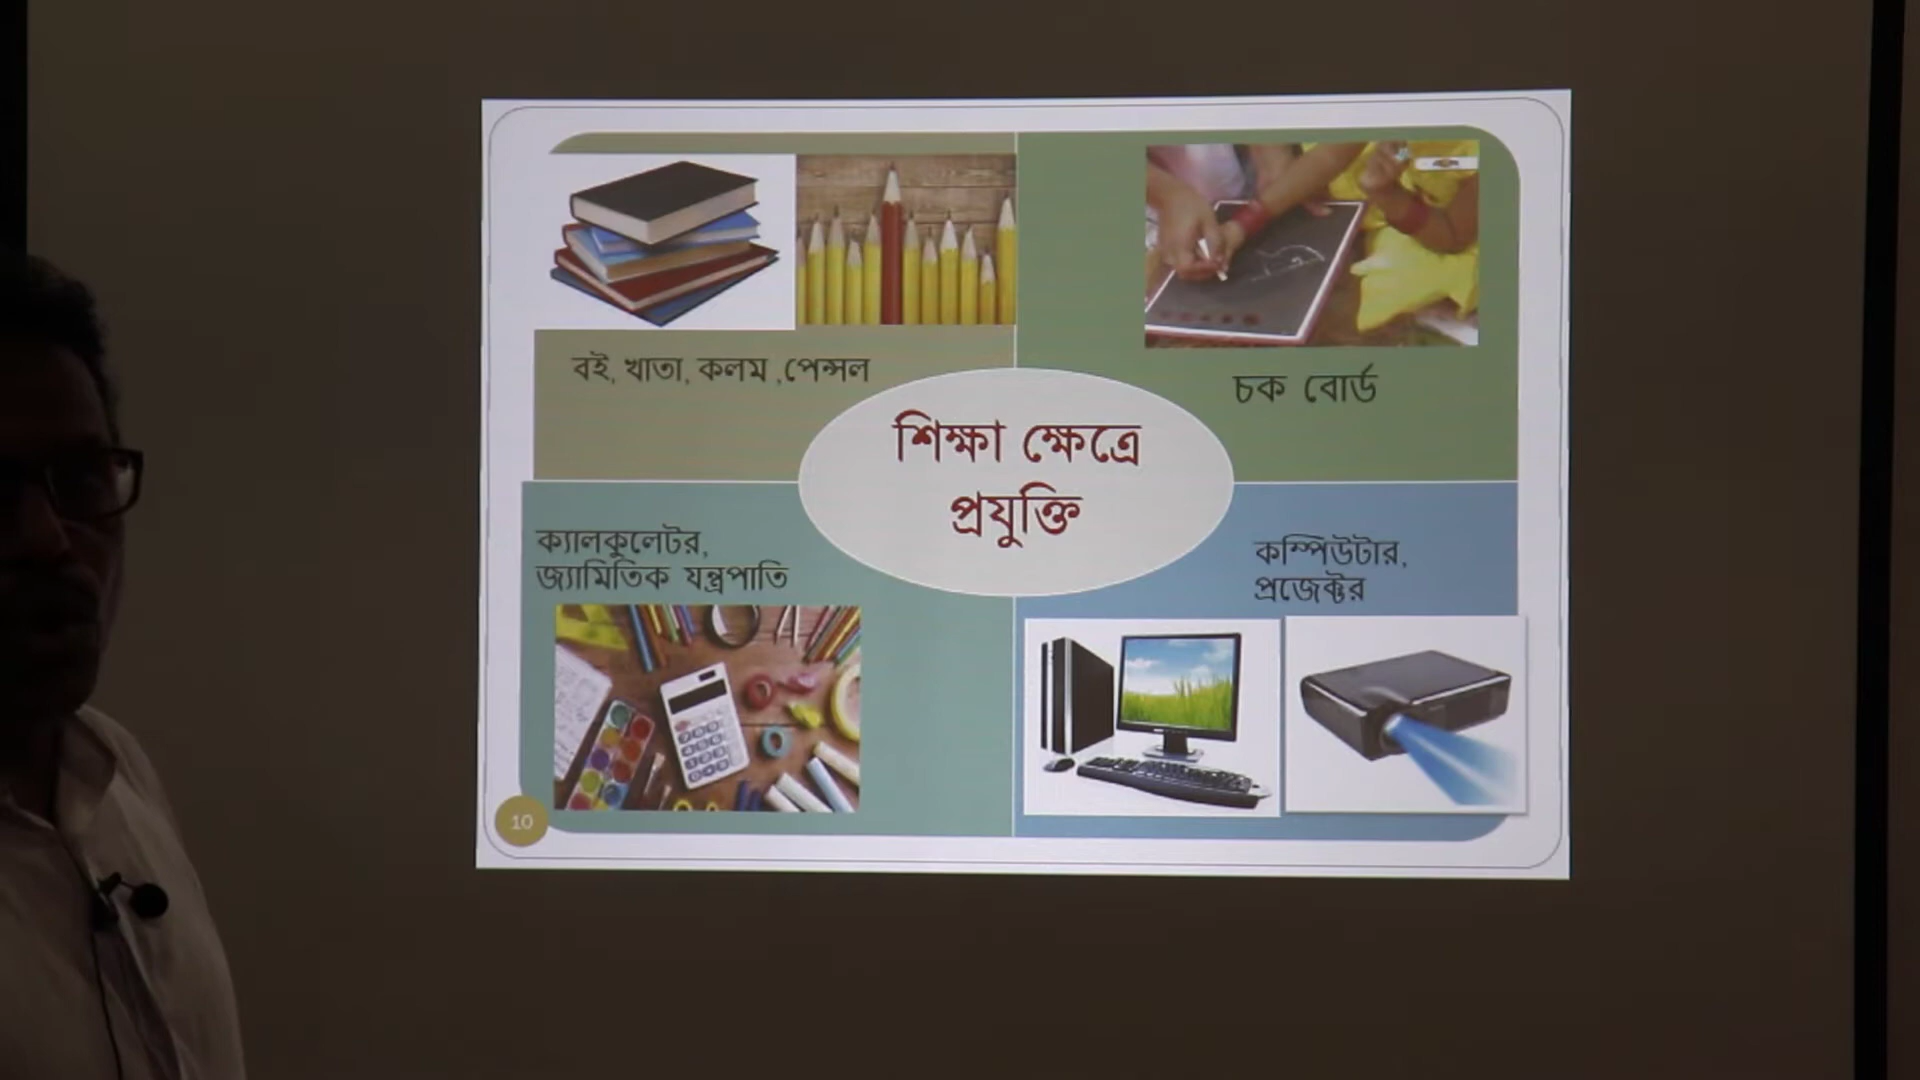 বই, খাতা, কলম ,পেন্সল
চক বোর্ড
শিক্ষা ক্ষেত্রে
প্রযুক্তি
ক্যালকুলেটর,
জ্যামিতিক যন্ত্রপাতি
কম্পিউটার,
প্রজেক্টর
10